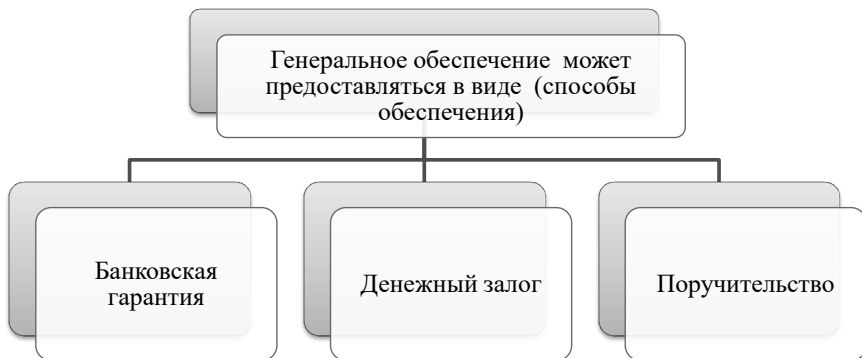 Генеральное обеспечение может
предоставляться в виде (способы
обеспечения)
Банковская
гарантия
Денежный залог
Поручительство